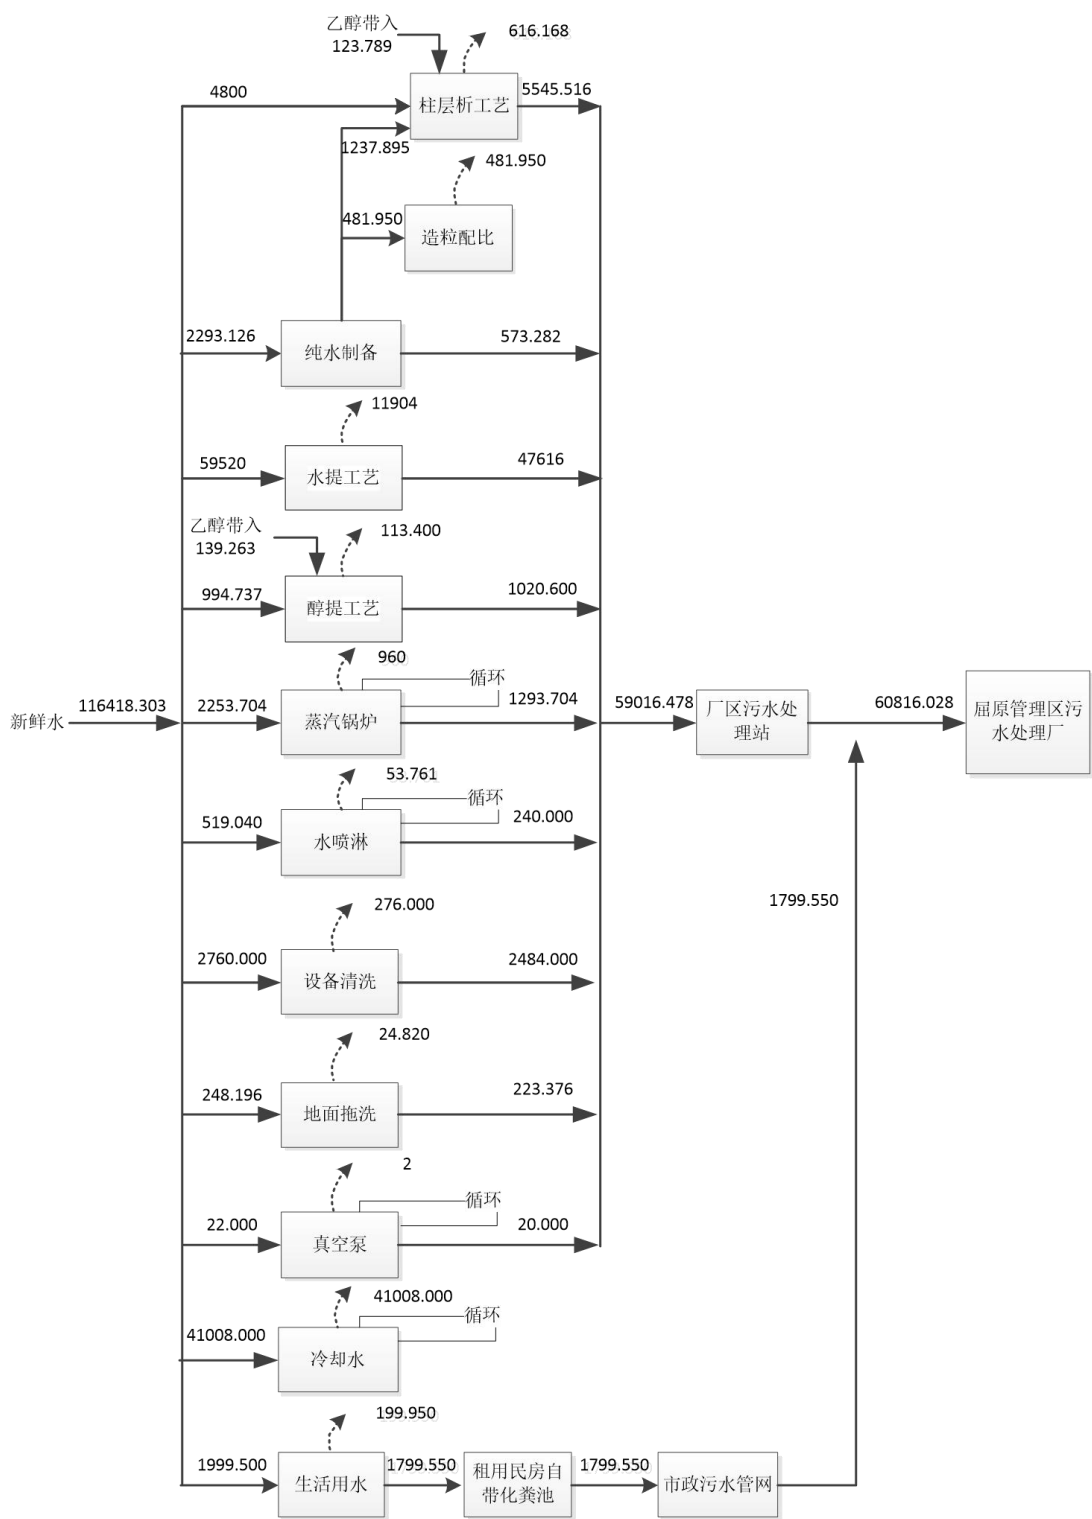 乙醇带入
123.789
616.168
4800
柱层析工艺
5545.516
1237.895
481.950
481.950
造粒配比
2293.126
纯水制备
573.282
11904
59520
水提工艺
47616
乙醇带入
139.263
113.400
994.737
醇提工艺
1020.600
960
循环
新鲜水
116418.303
2253.704
蒸汽锅炉
1293.704
59016.478
厂区污水处
理站
60816.028
屈原管理区污
水处理厂
53.761
循环
519.040
水喷淋
240.000
1799.550
276.000
2760.000
设备清洗
2484.000
24.820
248.196
地面拖洗
223.376
2
循环
22.000
真空泵
20.000
41008.000
循环
41008.000
冷却水
199.950
1999.500
生活用水
1799.550
租用民房自
带化粪池
1799.550
市政污水管网